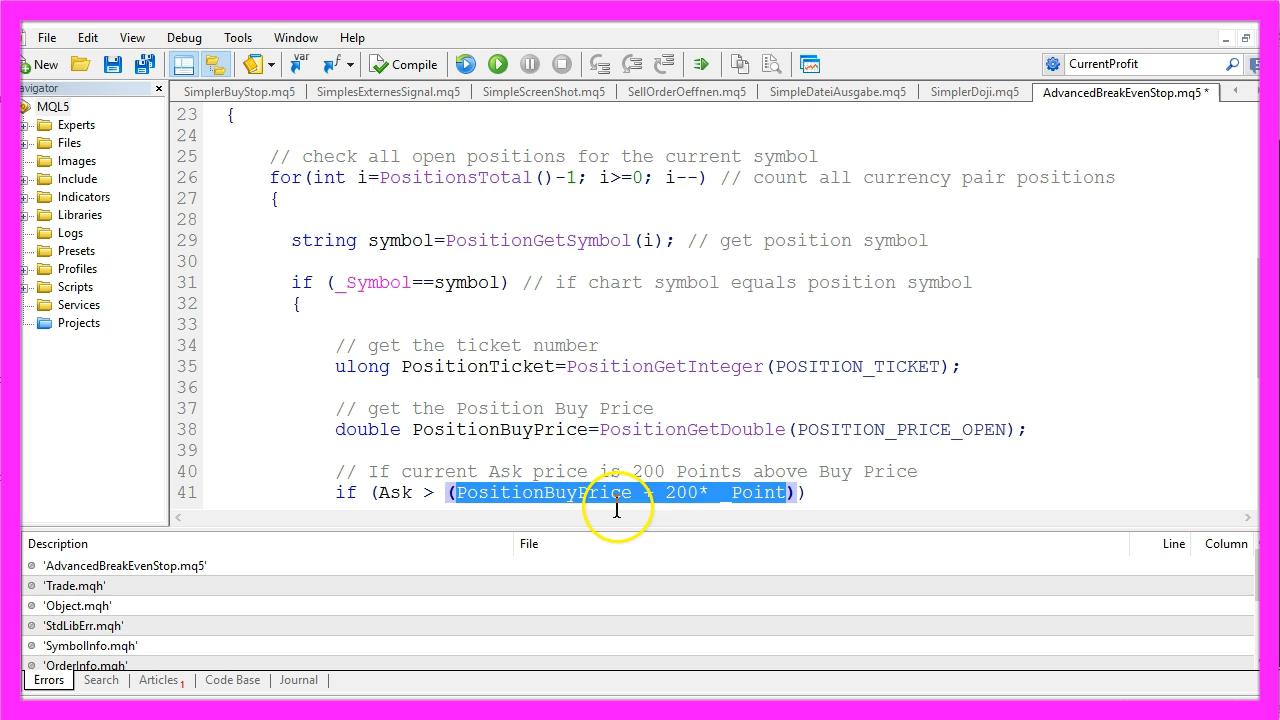 File Edit View Debug Tools Window Help
New Compile CurrentProfit
avigator SimplerBuyStop.mq5 SimplesExternesSignal.mq5 SimpleScreenShot.mq5 SellOrderOeffnen.mq5 SimpleDateiAusgabe.mq5 SimplerDoji.mq5 AdvancedBreakEvenStop.mq5 *
MQL5
Experts
Files
Images
Include
Indicators
Libraries
Logs
Presets
Profiles
Scripts
Services
Projects
23 {
24
25 // check all open positions for the current symbol
26 for(int i=PositionsTotal()-1; i>=0; i--) // count all currency pair positions
27 {
28
29 string symbol=PositionGetSymbol(i); // get position symbol
30
31 if (_Symbol==symbol) // if chart symbol equals position symbol
32 {
33
34 // get the ticket number
35 ulong PositionTicket=PositionGetInteger(POSITION_TICKET);
36
37 // get the Position Buy Price
38 double PositionBuyPrice=PositionGetDouble(POSITION_PRICE_OPEN);
39
40 // If current Ask price is 200 Points above Buy Price
41 if (Ask > (PositionBuyPrice + 200* _Point))
Description File Line Column
'AdvancedBreakEvenStop.mq5'
'Trade.mqh'
'Object.mqh'
'StdLibErr.mqh'
'SymbolInfo.mqh'
'OrderInfo.mqh'
Errors Search Articles 1 Code Base Journal